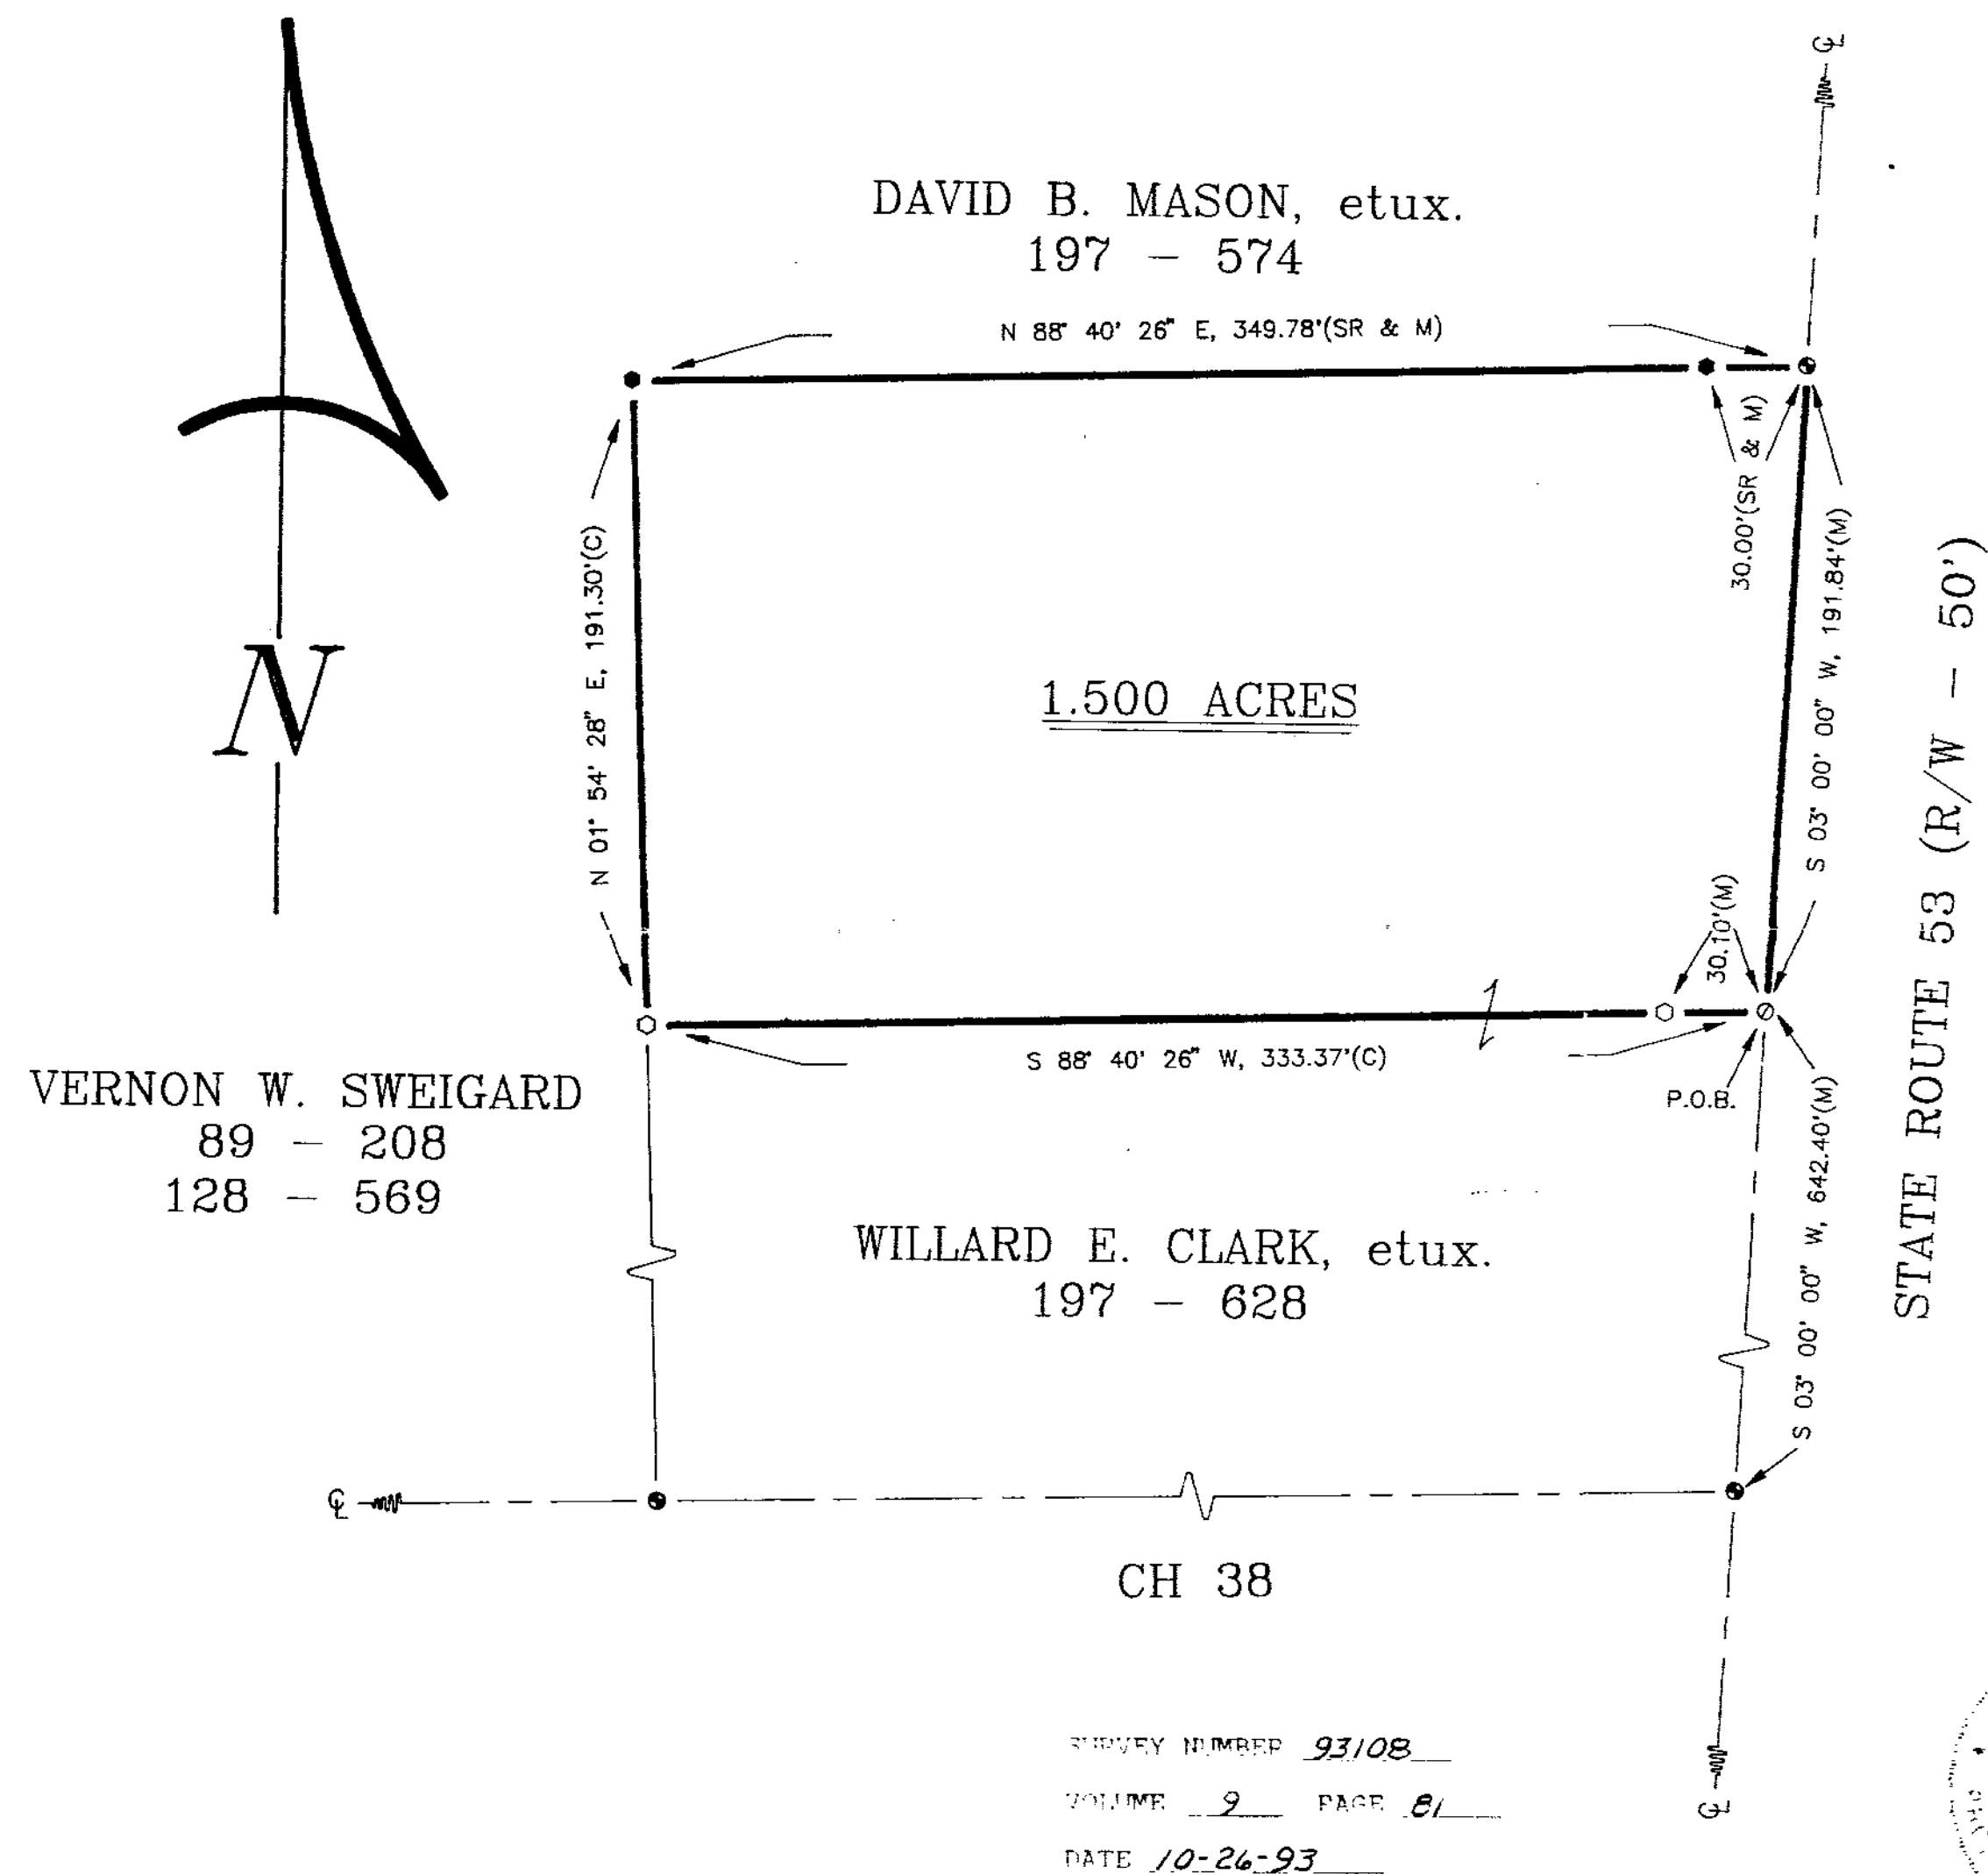 DAVID B. MASON, etux.
197 - 574
N 88° 40' 26" E, 349.78'(SR & M)
30.00'(SR & M)
N 01° 54' 28" E, 191.30'(C)
S 03° 00' 00" W, 191.84'(M)
1.500 ACRES
N
STATE ROUTE 53 (R/W - 50')
30.10'(M)
S 88° 40' 26" W, 333.37'(C)
P.O.B.
S 03° 00' 00" W, 642.40'(M)
VERNON W. SWEIGARD
89 - 208
128 - 569
WILLARD E. CLARK, etux.
197 - 628
CH 38
SURVEY NUMBER 93108
VOLUME 9 PAGE 81
DATE 10-26-93